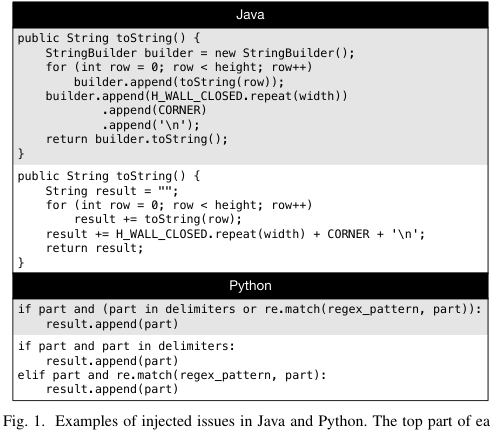 Java
public String toString() {
    StringBuilder builder = new StringBuilder();
    for (int row = 0; row < height; row++)
        builder.append(toString(row));
    builder.append(H_WALL_CLOSED.repeat(width))
            .append(CORNER)
            .append('\n');
    return builder.toString();
}
public String toString() {
    String result = "";
    for (int row = 0; row < height; row++)
        result += toString(row);
    result += H_WALL_CLOSED.repeat(width) + CORNER + '\n';
    return result;
}
Python
if part and (part in delimiters or re.match(regex_pattern, part)):
    result.append(part)
if part and part in delimiters:
    result.append(part)
elif part and re.match(regex_pattern, part):
    result.append(part)
Fig. 1. Examples of injected issues in Java and Python. The top part of ea